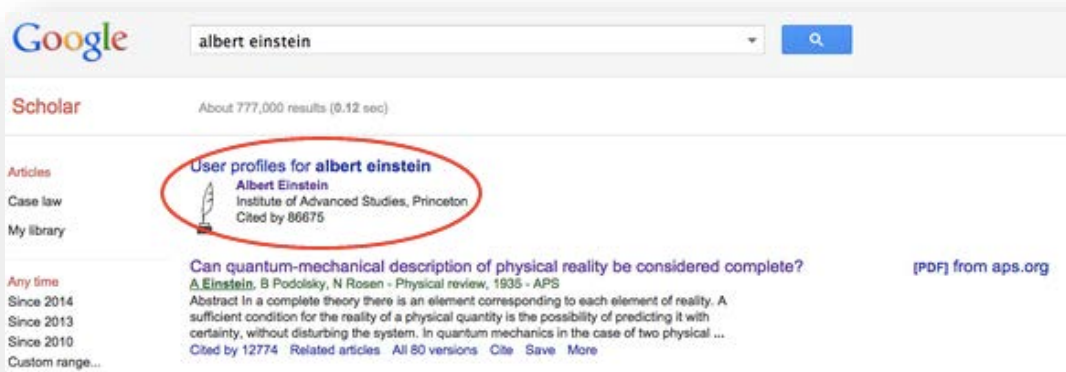 Google
albert einstein
Scholar
About 777,000 results (0.12 sec)
Articles
Case law
My library
Any time
Since 2014
Since 2013
Since 2010
Custom range...
User profiles for albert einstein
Albert Einstein
Institute of Advanced Studies, Princeton
Cited by 86675
Can quantum-mechanical description of physical reality be considered complete?
[PDF] from aps.org
A Einstein, B Podolsky, N Rosen - Physical review, 1935 - APS
Abstract In a complete theory there is an element corresponding to each element of reality. A
sufficient condition for the reality of a physical quantity is the possibility of predicting it with
certainty, without disturbing the system. In quantum mechanics in the case of two physical ...
Cited by 12774 Related articles All 80 versions Cite Save More